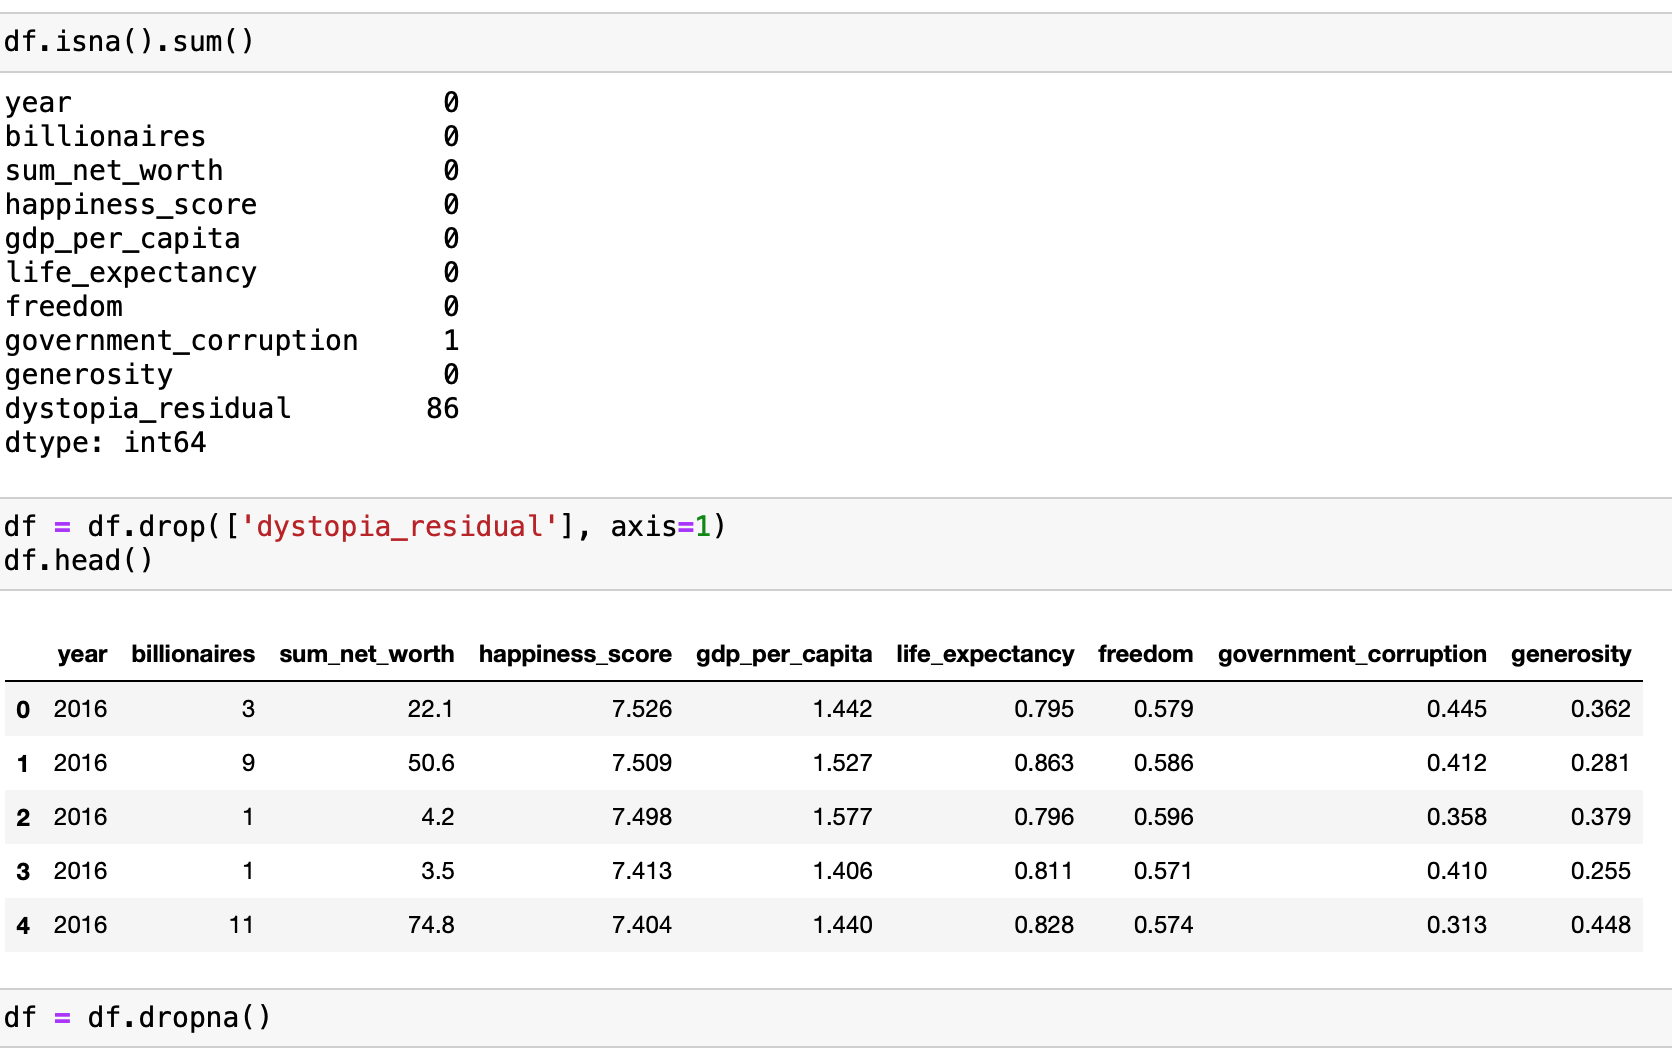 df.isna().sum()
year 0
billionaires 0
sum_net_worth 0
happiness_score 0
gdp_per_capita 0
life_expectancy 0
freedom 0
government_corruption 1
generosity 0
dystopia_residual 86
dtype: int64
df = df.drop(['dystopia_residual'], axis=1)
df.head()
year billionaires sum_net_worth happiness_score gdp_per_capita life_expectancy freedom government_corruption generosity
0 2016 3 22.1 7.526 1.442 0.795 0.579 0.445 0.362
1 2016 9 50.6 7.509 1.527 0.863 0.586 0.412 0.281
2 2016 1 4.2 7.498 1.577 0.796 0.596 0.358 0.379
3 2016 1 3.5 7.413 1.406 0.811 0.571 0.410 0.255
4 2016 11 74.8 7.404 1.440 0.828 0.574 0.313 0.448
df = df.dropna()